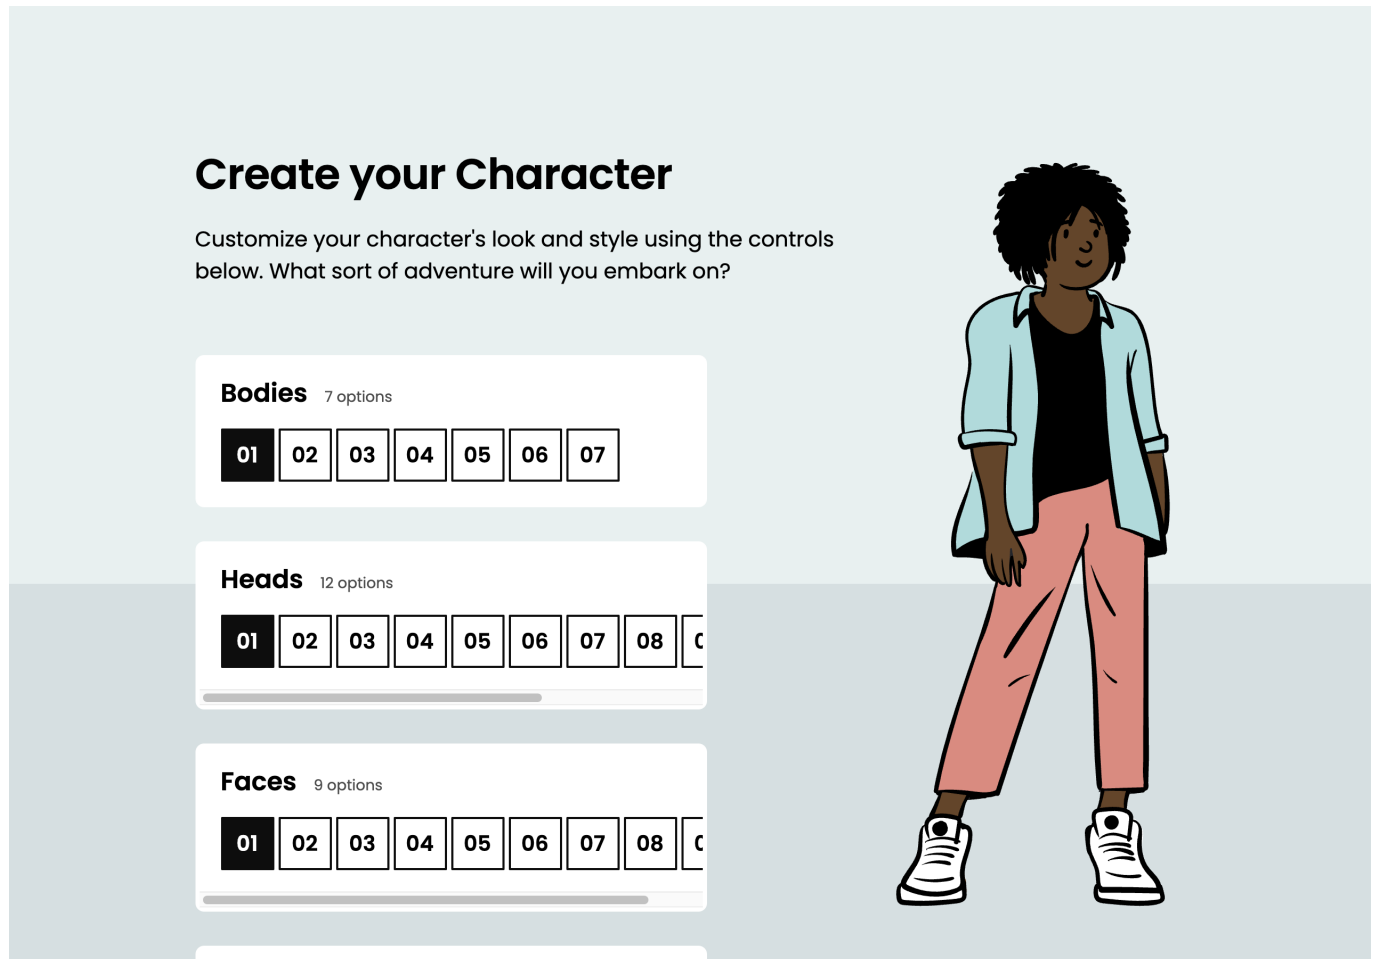 Create your Character
Customize your character's look and style using the controls
below. What sort of adventure will you embark on?
Bodies 7 options
01 02 03 04 05 06 07
Heads 12 options
01 02 03 04 05 06 07 08
Faces 9 options
01 02 03 04 05 06 07 08